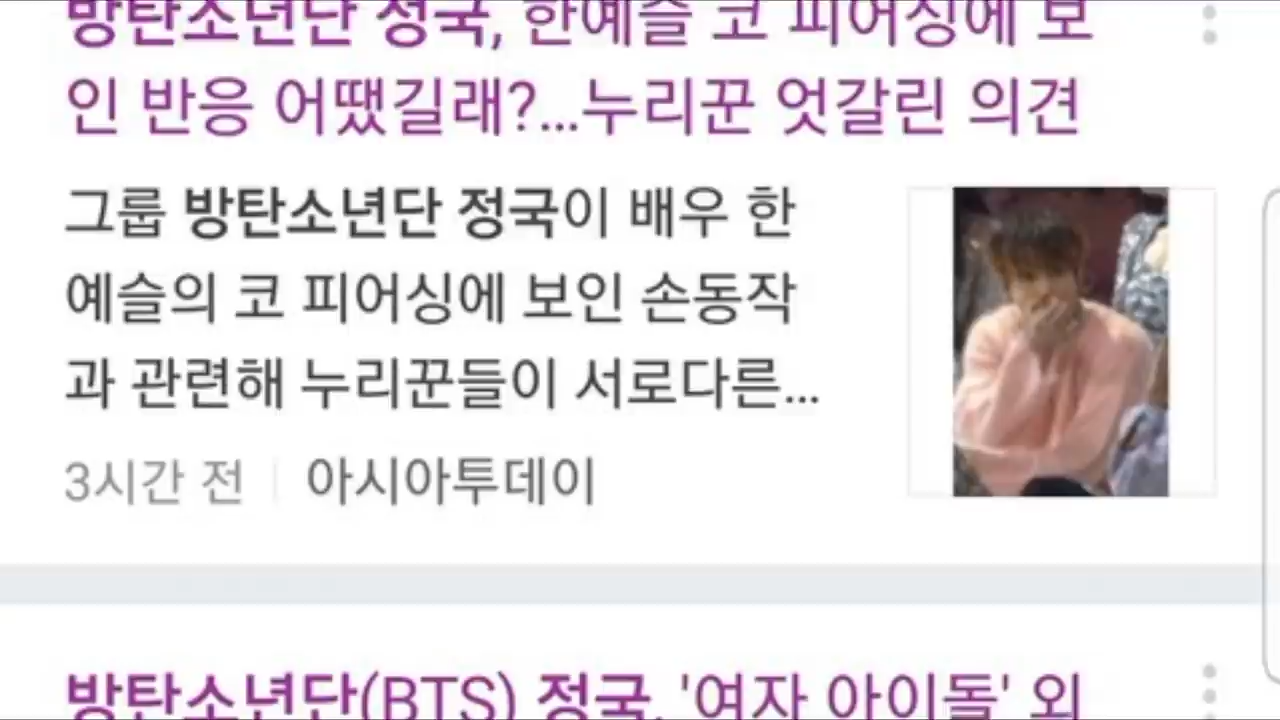 방탄소년단 정국, 한예슬 코 피어싱에 보
인 반응 어땠길래?...누리꾼 엇갈린 의견
그룹 방탄소년단 정국이 배우 한
예슬의 코 피어싱에 보인 손동작
과 관련해 누리꾼들이 서로다른...
3시간 전 아시아투데이
방탄소년단(BTS) 정국, '여자 아이돌' 외